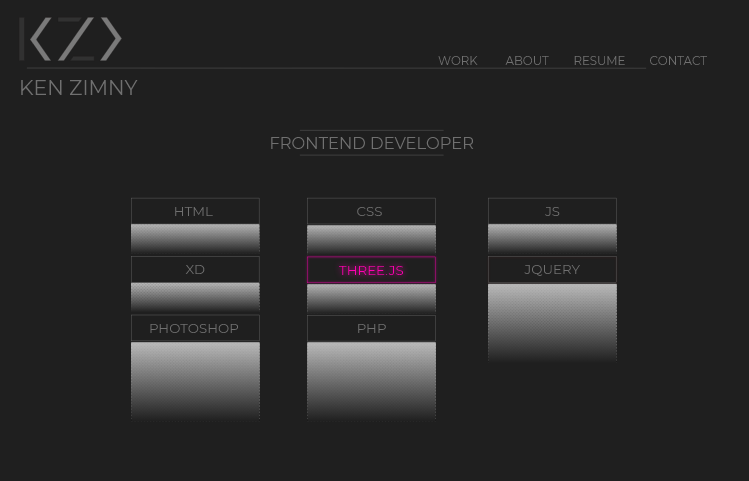 KZ
WORK ABOUT RESUME CONTACT
KEN ZIMNY
FRONTEND DEVELOPER
HTML CSS JS
XD THREE.JS JQUERY
PHOTOSHOP PHP